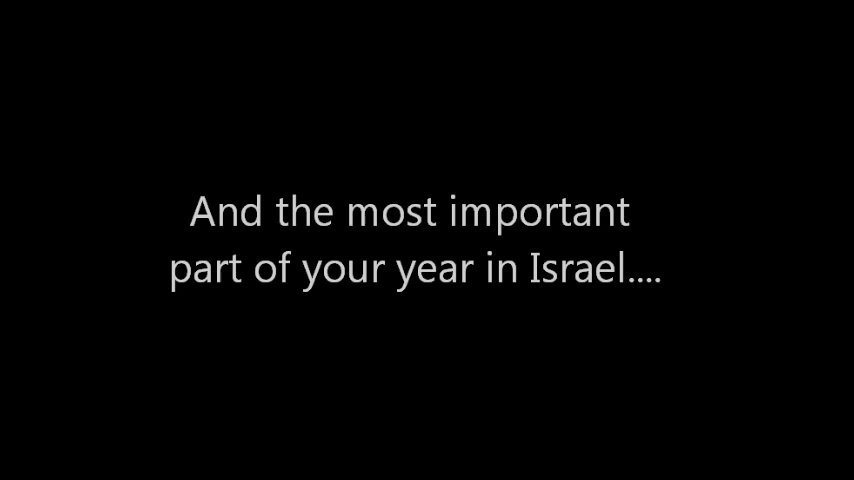 And the most important
part of your year in Israel....